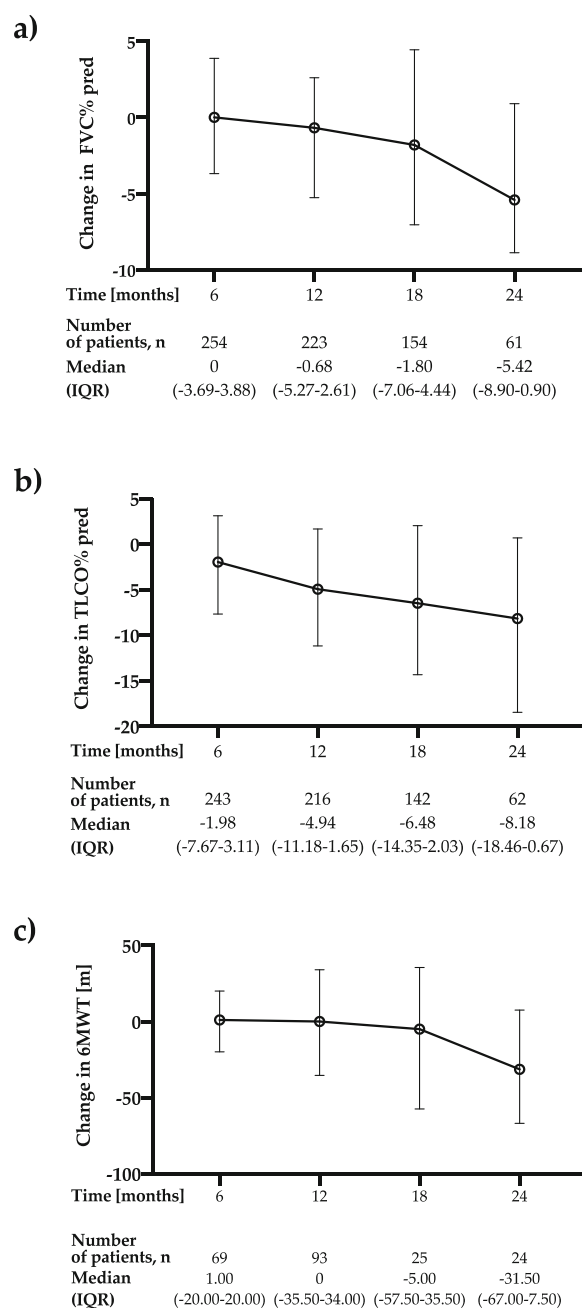 a)
Change in FVC% pred
5
0
-5
-10
Time [months] 6 12 18 24
Number
of patients, n 254 223 154 61
Median 0 -0.68 -1.80 -5.42
(IQR) (-3.69-3.88) (-5.27-2.61) (-7.06-4.44) (-8.90-0.90)
b)
Change in TLCO% pred
5
0
-5
-10
-15
-20
Time [months] 6 12 18 24
Number
of patients, n 243 216 142 62
Median -1.98 -4.94 -6.48 -8.18
(IQR) (-7.67-3.11) (-11.18-1.65) (-14.35-2.03) (-18.46-0.67)
c)
Change in 6MWT [m]
50
0
-50
-100
Time [months] 6 12 18 24
Number
of patients, n 69 93 25 24
Median 1.00 0 -5.00 -31.50
(IQR) (-20.00-20.00) (-35.50-34.00) (-57.50-35.50) (-67.00-7.50)